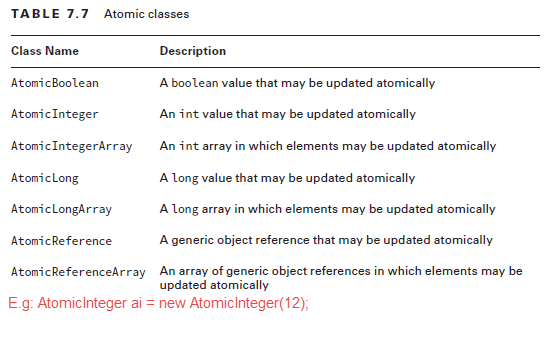 TABLE 7.7 Atomic classes
Class Name Description
AtomicBoolean A boolean value that may be updated atomically
AtomicInteger An int value that may be updated atomically
AtomicIntegerArray An int array in which elements may be updated atomically
AtomicLong A long value that may be updated atomically
AtomicLongArray A long array in which elements may be updated atomically
AtomicReference A generic object reference that may be updated atomically
AtomicReferenceArray An array of generic object references in which elements may be
updated atomically
E.g: AtomicInteger ai = new AtomicInteger(12);